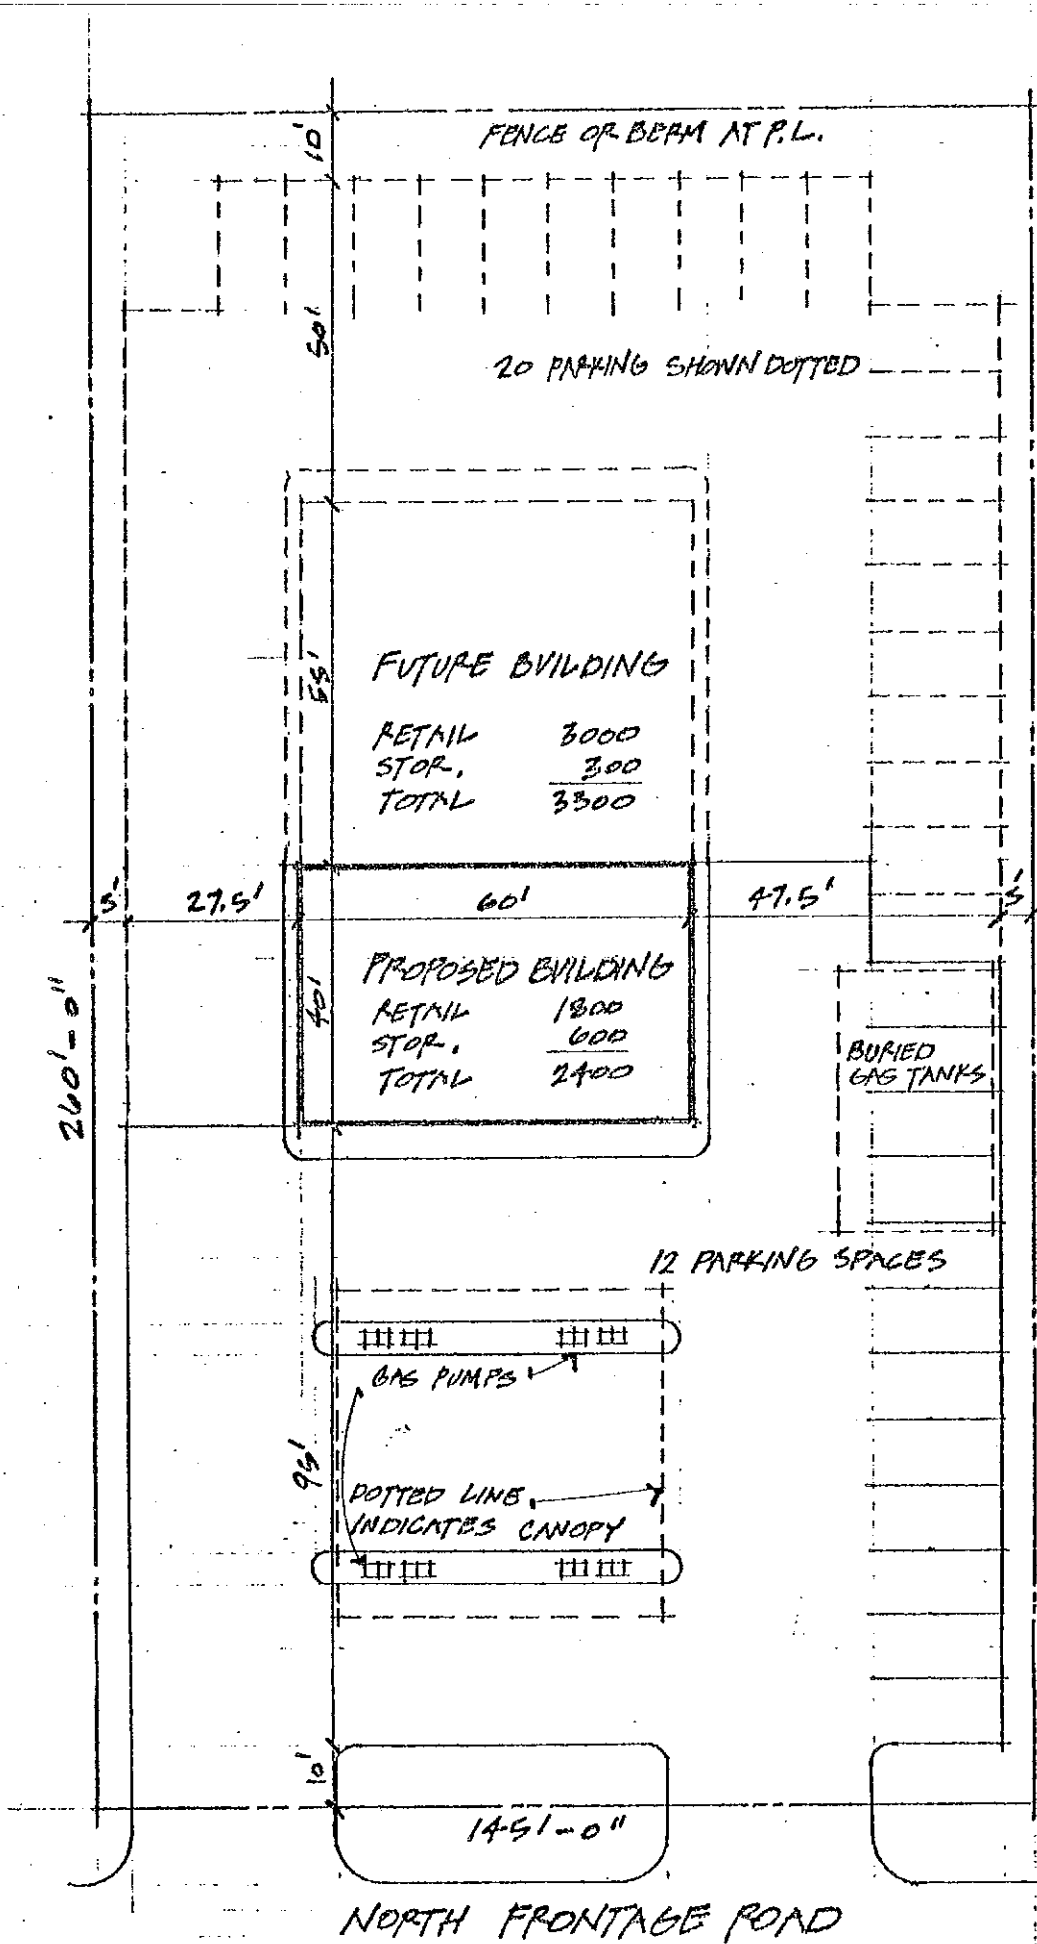 FENCE OR BERM AT P.L.
10'
50'
20 PARKING SHOWN DOTTED
55'
FUTURE BUILDING
RETAIL 3000
STOR. 300
TOTAL 3300
5' 27.5' 60' 47.5' 5'
260'-0"
40'
PROPOSED BUILDING
RETAIL 1800
STOR. 600
TOTAL 2400
BURIED
GAS TANKS
12 PARKING SPACES
GAS PUMPS
95'
DOTTED LINE
INDICATES CANOPY
10'
145'-0"
NORTH FRONTAGE ROAD